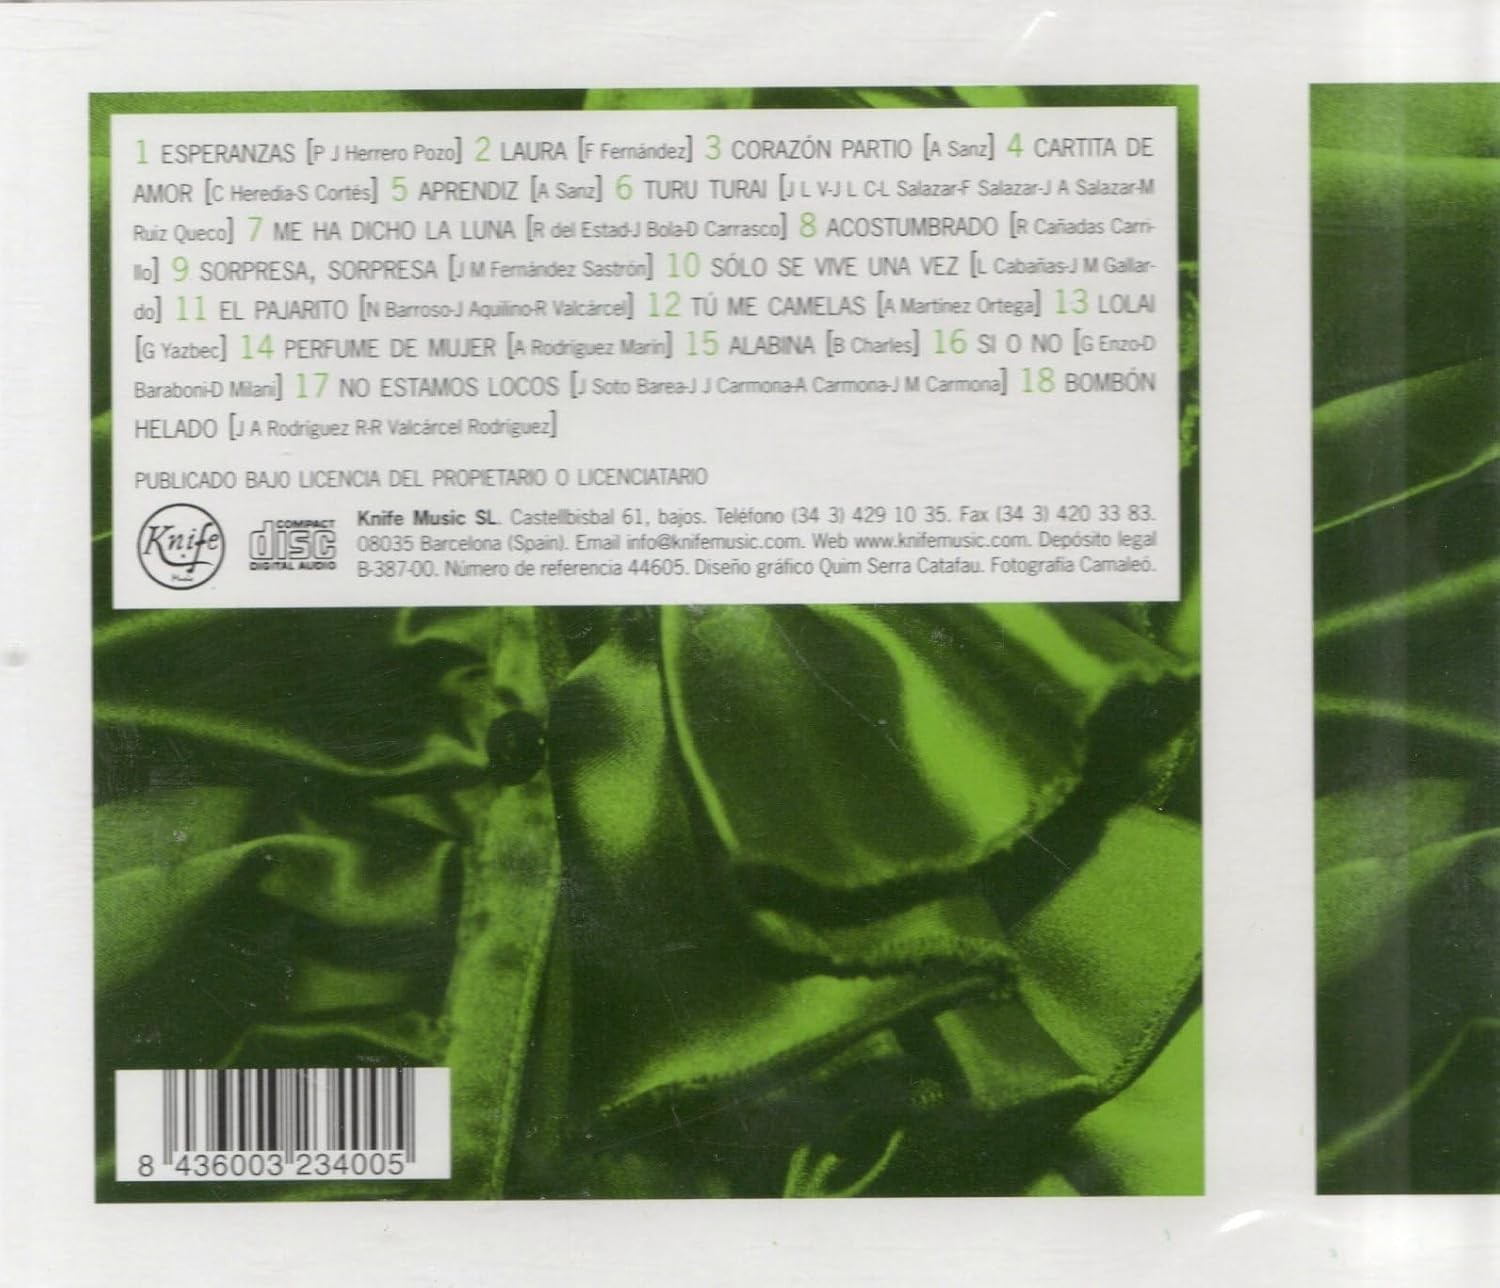 1 ESPERANZAS [P J Herrero Pozo] 2 LAURA [F Fernández] 3 CORAZÓN PARTIO [A Sanz] 4 CARTITA DE
AMOR [C Heredia-S Cortés] 5 APRENDIZ [A Sanz] 6 TURU TURAI [J L V-J L C-L Salazar-F Salazar-J A Salazar-M
Ruiz Queco] 7 ME HA DICHO LA LUNA [R del Estad-J Bola-D Carrasco] 8 ACOSTUMBRADO [R Cañadas Carri-
llo] 9 SORPRESA, SORPRESA [J M Fernández Sastrón] 10 SÓLO SE VIVE UNA VEZ [L Cabañas-J M Gallar-
do] 11 EL PAJARITO [N Barroso-J Aquilino-R Valcárcel] 12 TÚ ME CAMELAS [A Martínez Ortega] 13 LOLAI
[G Yazbec] 14 PERFUME DE MUJER [A Rodríguez Marín] 15 ALABINA [B Charles] 16 SI O NO [G Enzo-D
Baraboni-D Milani] 17 NO ESTAMOS LOCOS [J Soto Barea-J J Carmona-A Carmona-J M Carmona] 18 BOMBÓN
HELADO [J A Rodríguez R-R Valcárcel Rodríguez]
PUBLICADO BAJO LICENCIA DEL PROPIETARIO O LICENCIATARIO
Knife
Music
COMPACT
disc
DIGITAL AUDIO
Knife Music SL. Castellbisbal 61, bajos. Teléfono (34 3) 429 10 35. Fax (34 3) 420 33 83.
08035 Barcelona (Spain). Email info@knifemusic.com. Web www.knifemusic.com. Depósito legal
B-387-00. Número de referencia 44605. Diseño gráfico Quim Serra Catafau. Fotografía Camaleó.
8 436003 234005